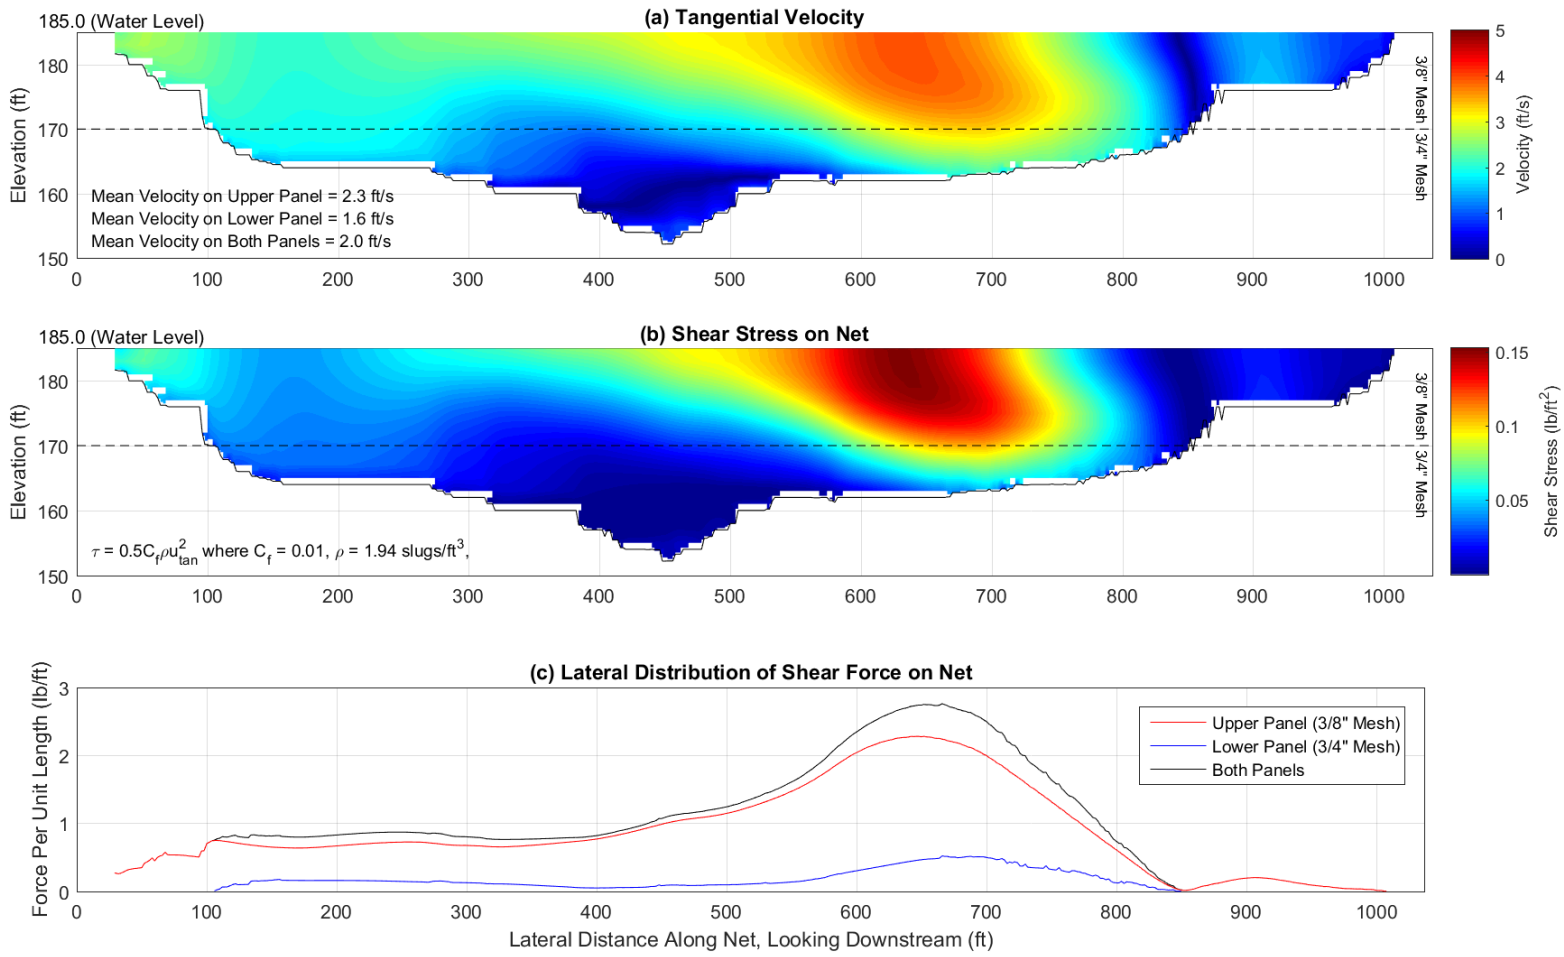 185.0 (Water Level)
(a) Tangential Velocity
Elevation (ft)
180
170
160
150
3/8" Mesh
3/4" Mesh
Mean Velocity on Upper Panel = 2.3 ft/s
Mean Velocity on Lower Panel = 1.6 ft/s
Mean Velocity on Both Panels = 2.0 ft/s
0 100 200 300 400 500 600 700 800 900 1000
5
4
3
2
1
0
Velocity (ft/s)
185.0 (Water Level)
(b) Shear Stress on Net
Elevation (ft)
180
170
160
150
3/8" Mesh
3/4" Mesh
τ = 0.5C_fρu²_tan where C_f = 0.01, ρ = 1.94 slugs/ft³,
0 100 200 300 400 500 600 700 800 900 1000
0.15
0.1
0.05
Shear Stress (lb/ft²)
(c) Lateral Distribution of Shear Force on Net
Force Per Unit Length (lb/ft)
3
2
1
0
Upper Panel (3/8" Mesh)
Lower Panel (3/4" Mesh)
Both Panels
0 100 200 300 400 500 600 700 800 900 1000
Lateral Distance Along Net, Looking Downstream (ft)